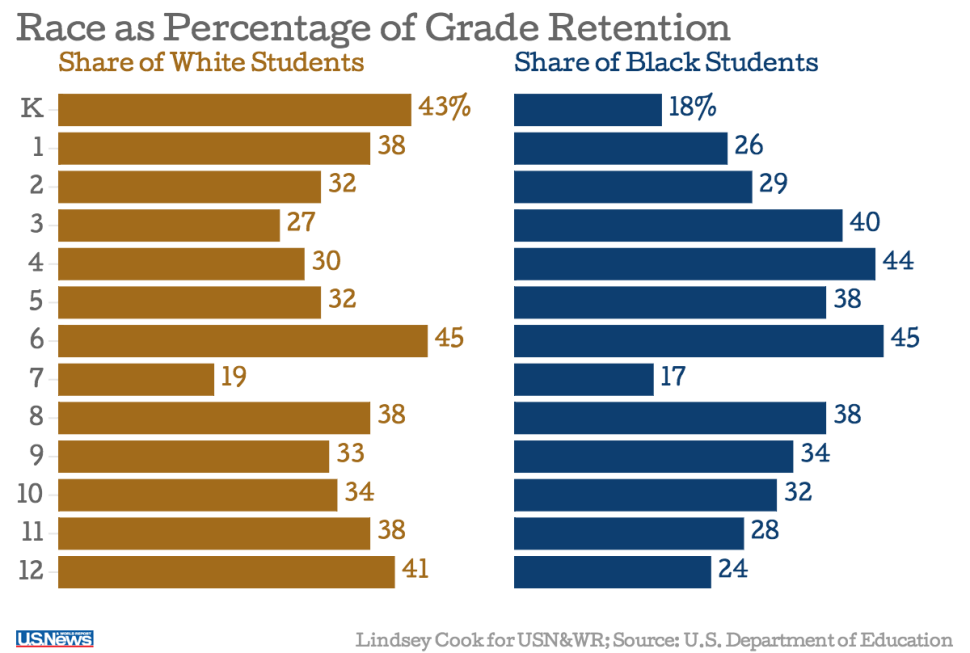 Race as Percentage of Grade Retention
Share of White Students Share of Black Students
K 43% 18%
1 38 26
2 32 29
3 27 40
4 30 44
5 32 38
6 45 45
7 19 17
8 38 38
9 33 34
10 34 32
11 38 28
12 41 24
U.S.News Lindsey Cook for USN&WR; Source: U.S. Department of Education